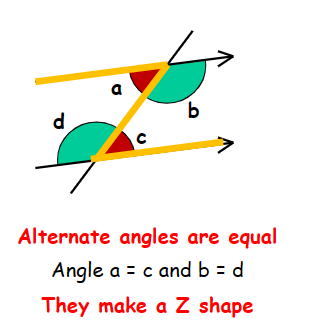 a
b
d
c
Alternate angles are equal
Angle a = c and b = d
They make a Z shape